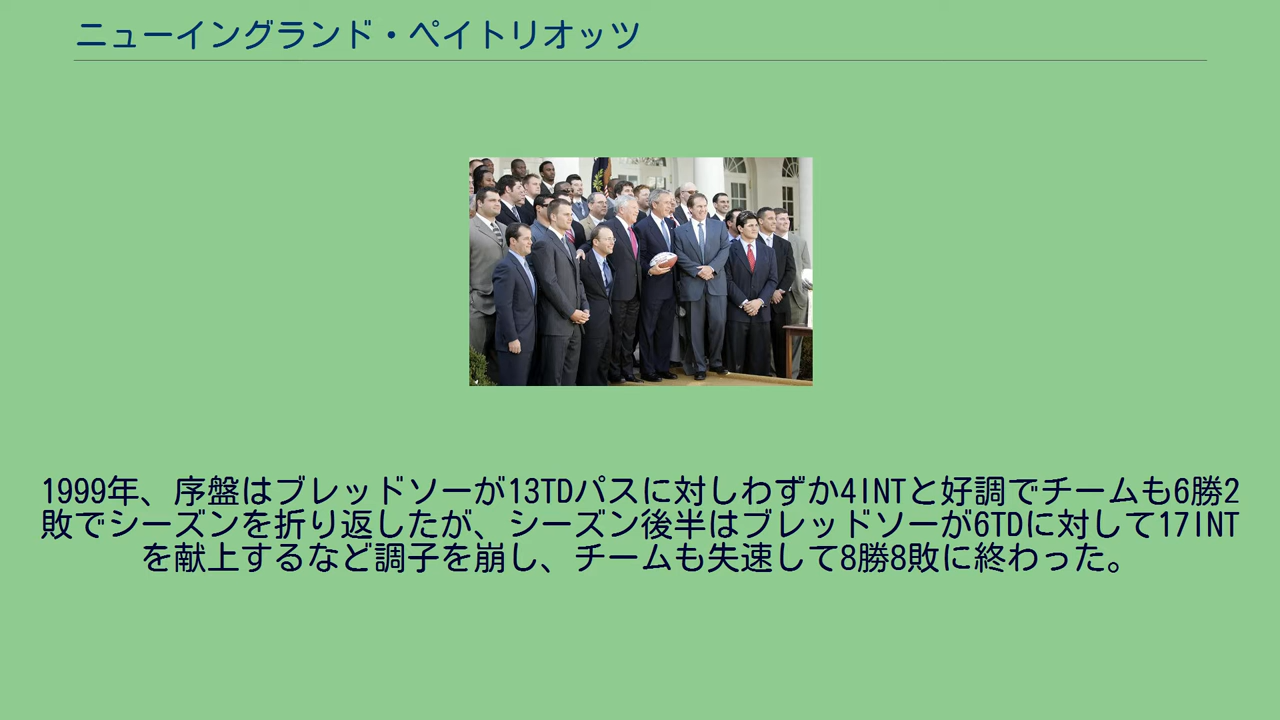 ニューイングランド・ペイトリオッツ
1999年、序盤はブレッドソーが13TDパスに対しわずか4INTと好調でチームも6勝2
敗でシーズンを折り返したが、シーズン後半はブレッドソーが6TDに対して17INT
を献上するなど調子を崩し、チームも失速して8勝8敗に終わった。